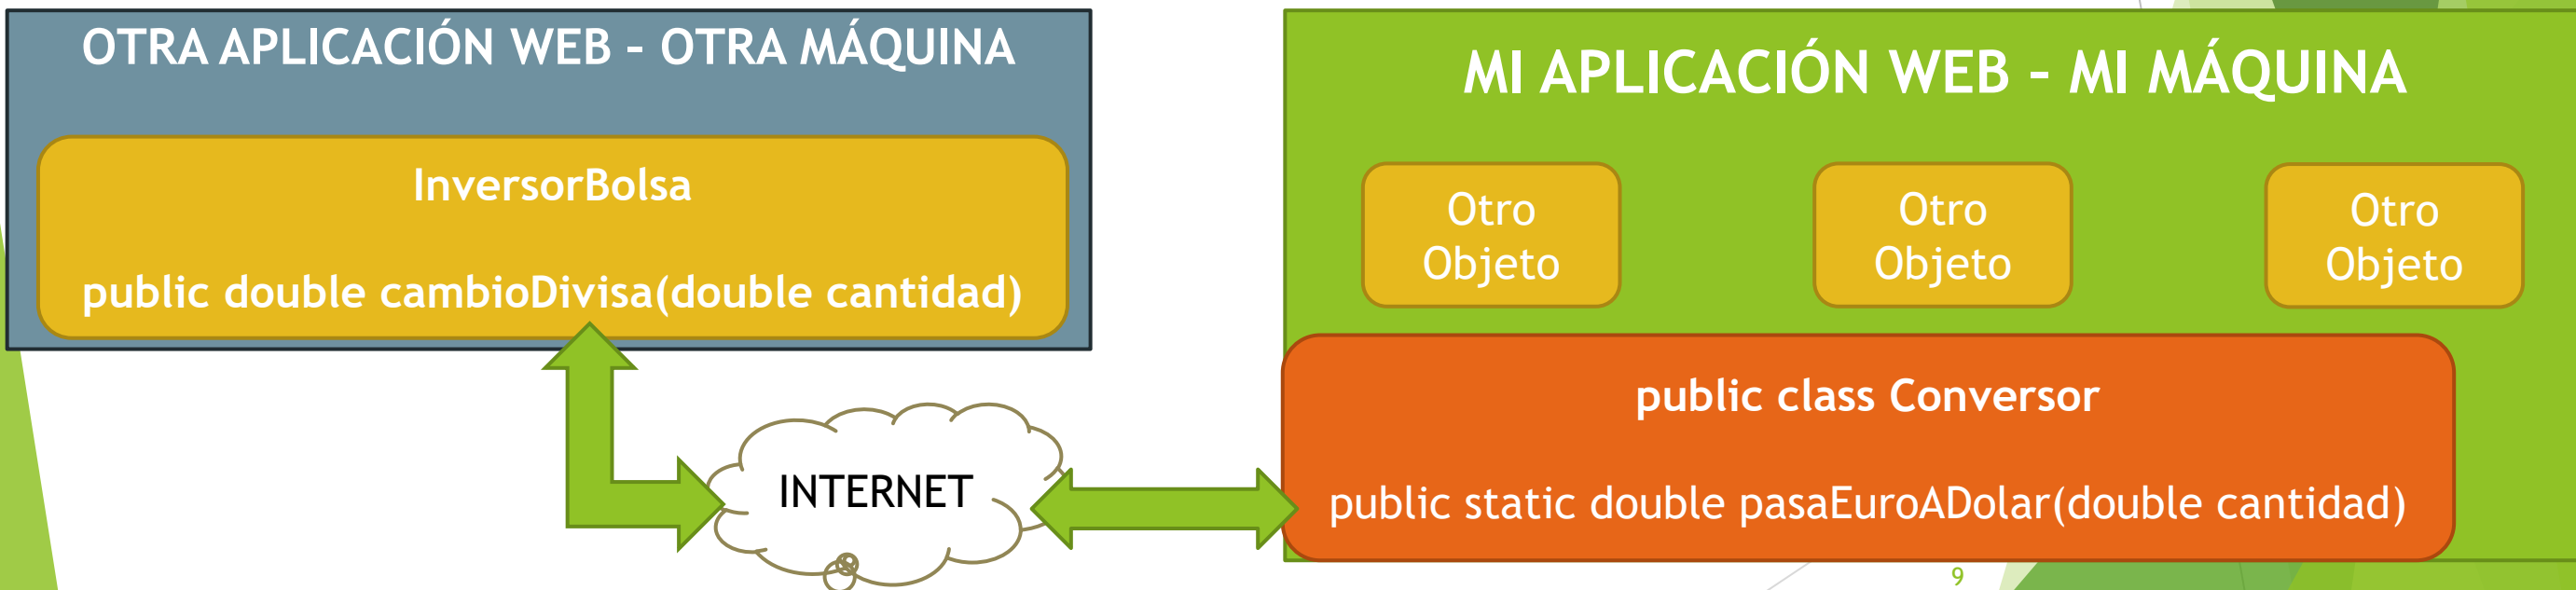 OTRA APLICACIÓN WEB – OTRA MÁQUINA
InversorBolsa
public double cambioDivisa(double cantidad)
INTERNET
MI APLICACIÓN WEB – MI MÁQUINA
Otro
Objeto
Otro
Objeto
Otro
Objeto
public class Conversor
public static double pasaEuroADolar(double cantidad)
9